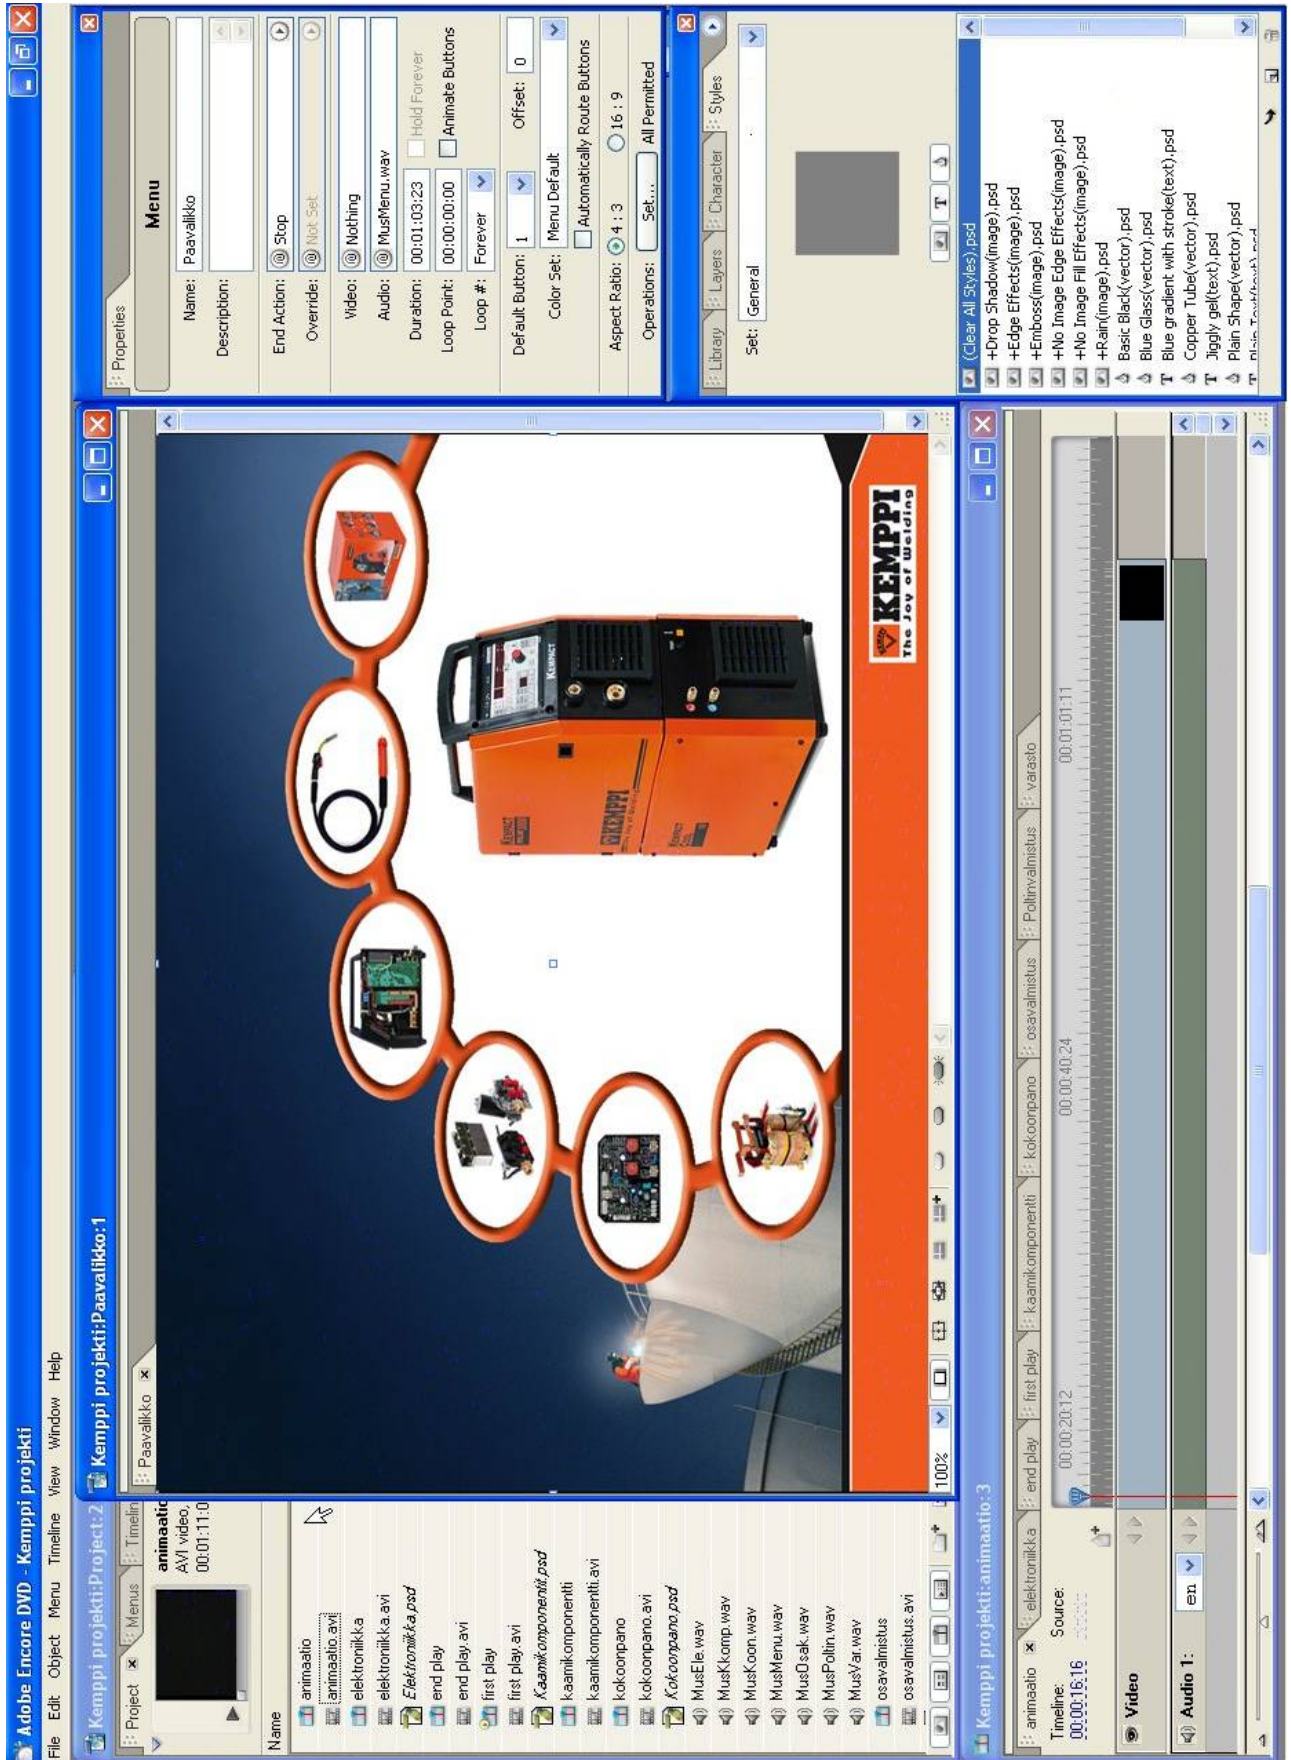 Adobe Encore DVD - Kemppi projekti
File Edit Object Menu Timeline View Window Help
Kemppi projekti:Project:2
Project Menus Timelin
animaatio
AVI video,
00:01:11:0
Name
animaatio
animaatio.avi
elektroniikka
elektroniikka.avi
Elektroniikka.psd
end play
end play.avi
first play
first play.avi
Kaamikomponentit.psd
kaamikomponentti
kaamikomponentti.avi
kokoonpano
kokoonpano.avi
Kokoonpano.psd
MusEle.wav
MusKkomp.wav
MusKoon.wav
MusMenu.wav
MusOsak.wav
MusPoltin.wav
MusVar.wav
osavalmistus
osavalmistus.avi
Kemppi projekti:Paavalikko:1
Paavalikko
KEMPACT
KEMPPI
KEMPACT
KEMPPI
The Joy of Welding
100%
Properties
Menu
Name: Paavalikko
Description:
End Action: Stop
Override: Not Set
Video: Nothing
Audio: MusMenu.wav
Duration: 00:01:03:23 Hold Forever
Loop Point: 00:00:00:00 Animate Buttons
Loop #: Forever
Default Button: 1 Offset: 0
Color Set: Menu Default
Automatically Route Buttons
Aspect Ratio: 4 : 3 16 : 9
Operations: Set... All Permitted
Library Layers Character Styles
Set: General
T
(Clear All Styles).psd
+Drop Shadow(image).psd
+Edge Effects(image).psd
+Emboss(image).psd
+No Image Edge Effects(image).psd
+No Image Fill Effects(image).psd
+Rain(image).psd
Basic Black(vector).psd
Blue Glass(vector).psd
T Blue gradient with stroke(text).psd
Copper Tube(vector).psd
T Jiggly gel(text).psd
Plain Shape(vector).psd
T Plain Text(text).psd
Kemppi projekti:animaatio:3
animaatio elektroniikka end play first play kaamikomponentti kokoonpano osavalmistus Poltinvalmistus varasto
Timeline: Source:
00:00:16:16
00:00:20:12 00:00:40:24 00:01:01:11
Video
Audio 1: en